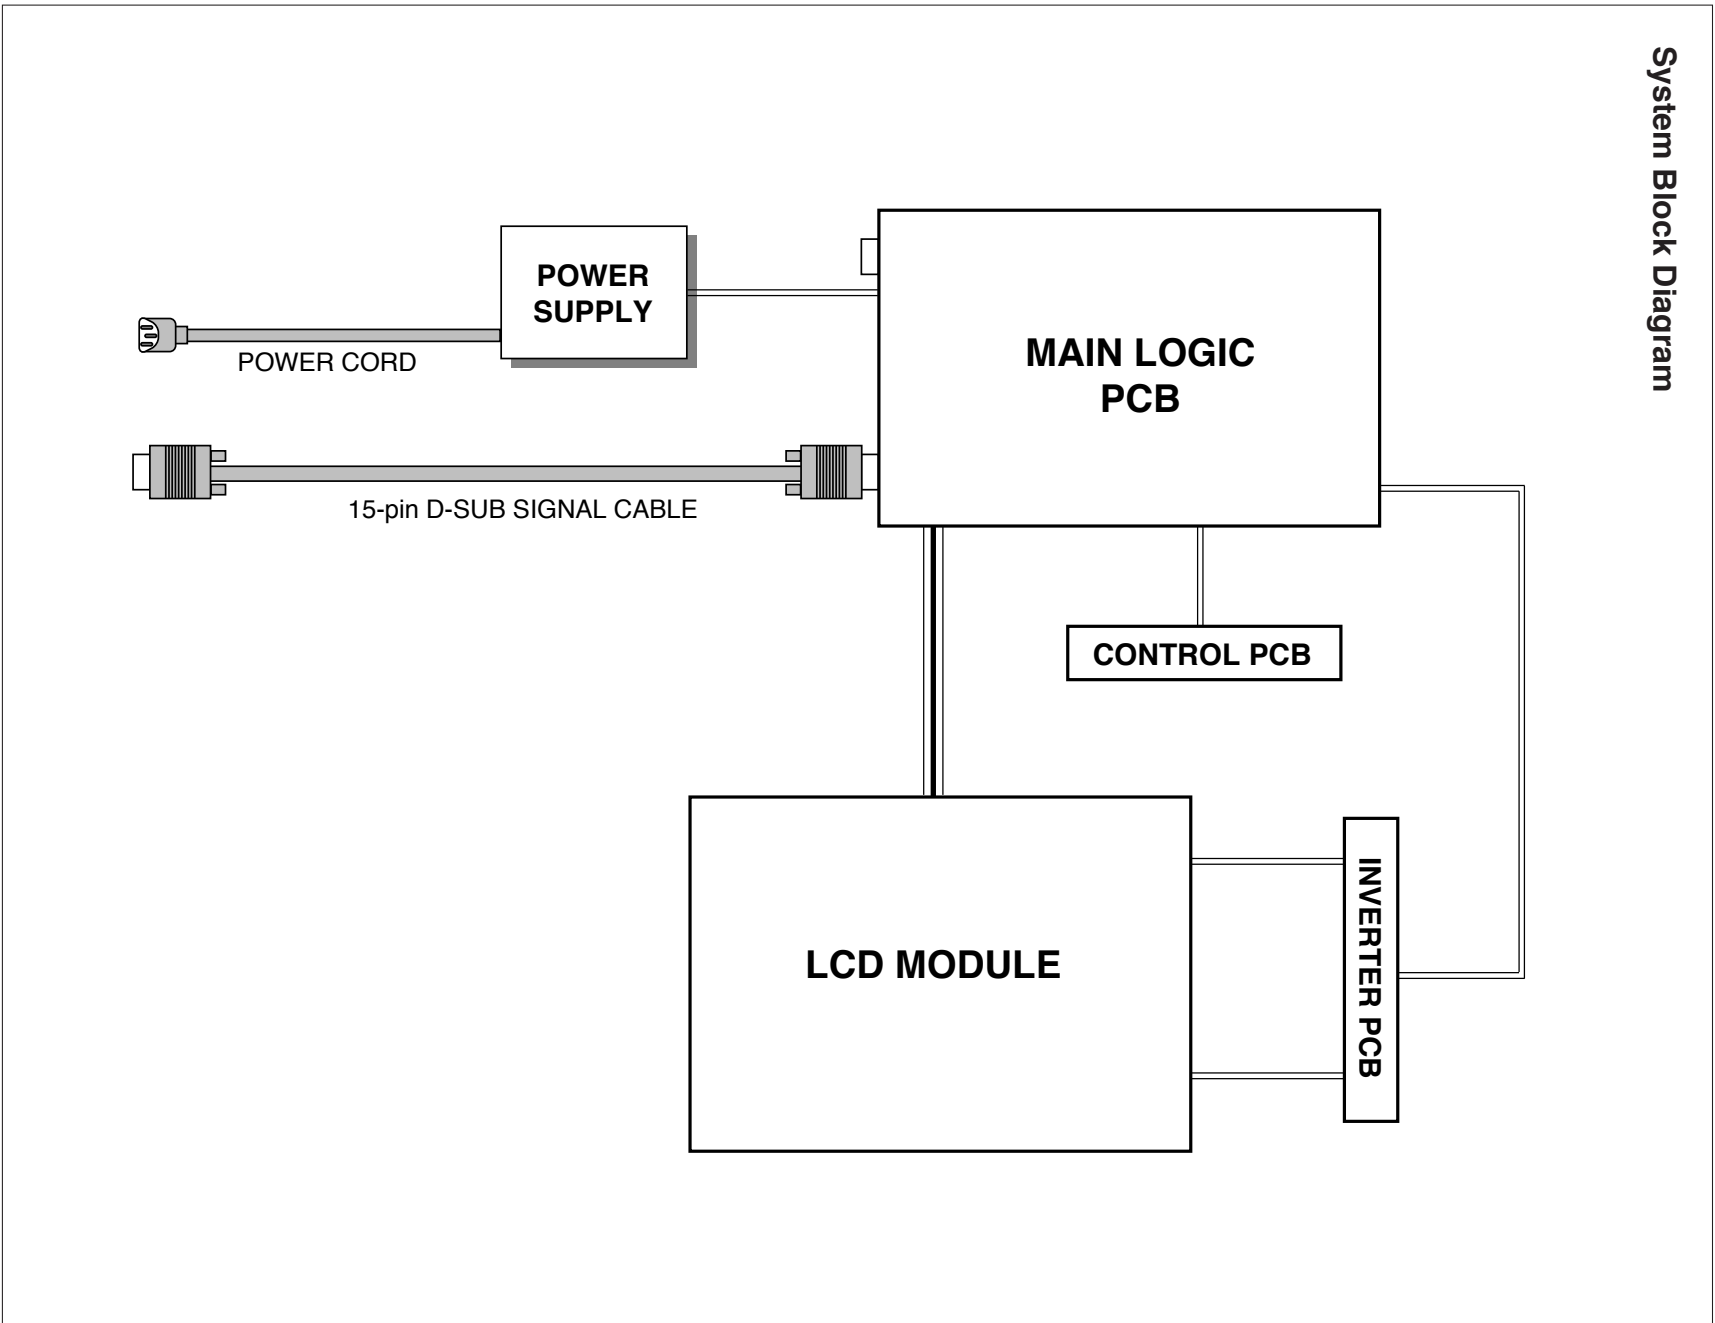 System Block Diagram
POWER
SUPPLY
POWER CORD
MAIN LOGIC
PCB
15-pin D-SUB SIGNAL CABLE
CONTROL PCB
LCD MODULE
INVERTER PCB